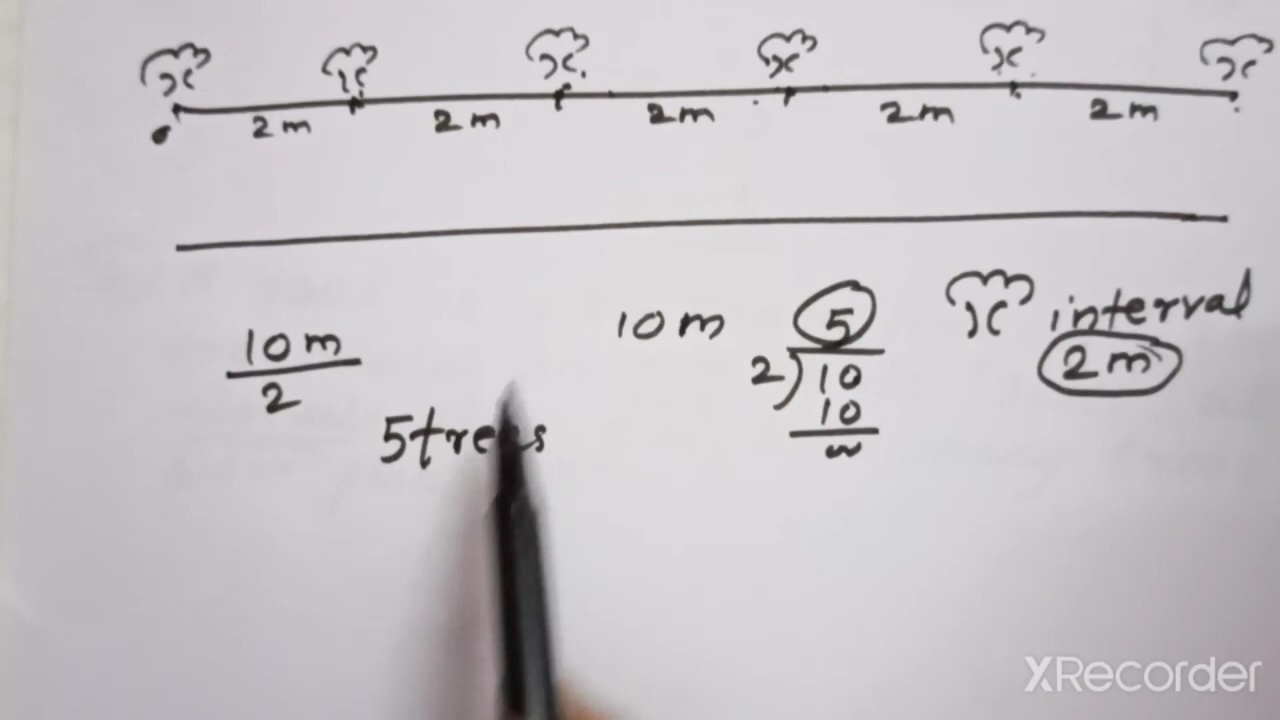 2m 2m 2m 2m 2m
10m
2
5trees
10m
5
2)10
10
interval
2m
XRecorder